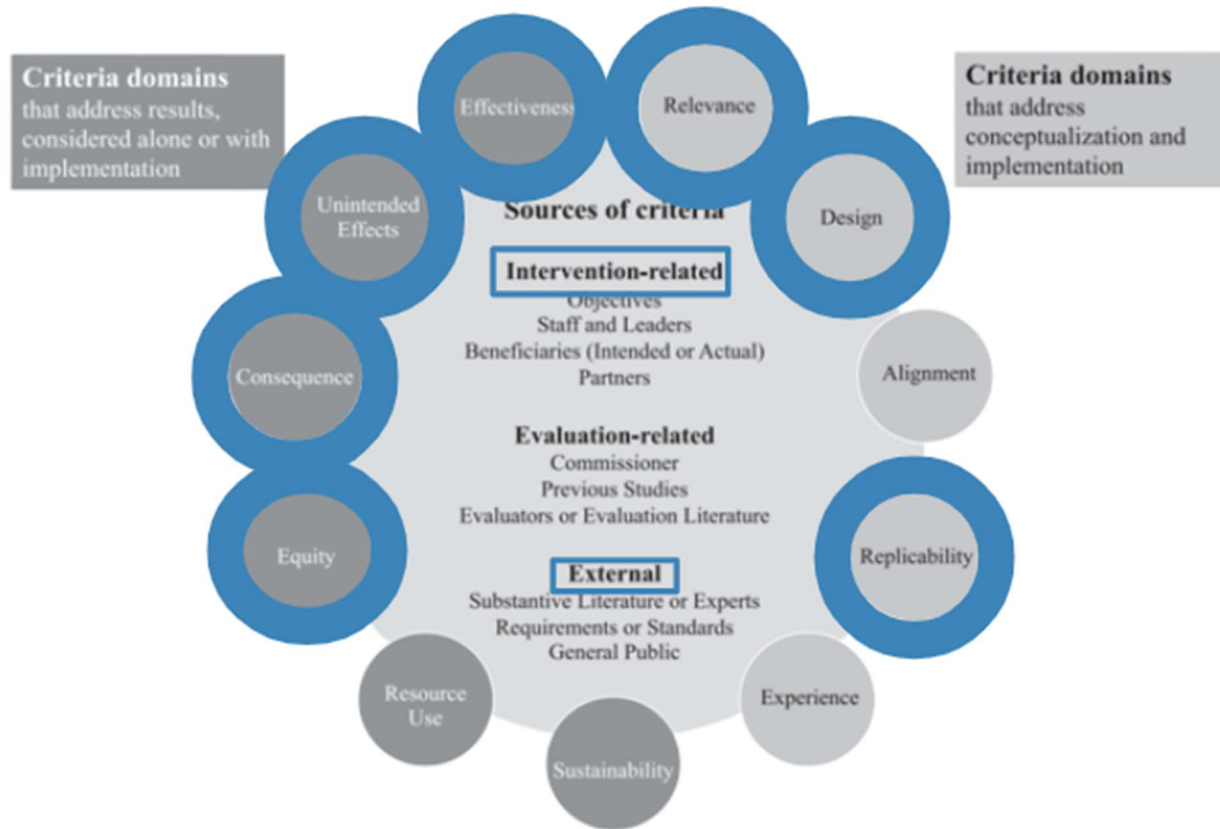 Criteria domains
that address results,
considered alone or with
implementation
Effectiveness
Relevance
Criteria domains
that address
conceptualization and
implementation
Unintended
Effects
Design
Sources of criteria
Intervention-related
Objectives
Staff and Leaders
Beneficiaries (Intended or Actual)
Partners
Consequence
Alignment
Evaluation-related
Commissioner
Previous Studies
Evaluators or Evaluation Literature
Equity
Replicability
External
Substantive Literature or Experts
Requirements or Standards
General Public
Resource
Use
Experience
Sustainability